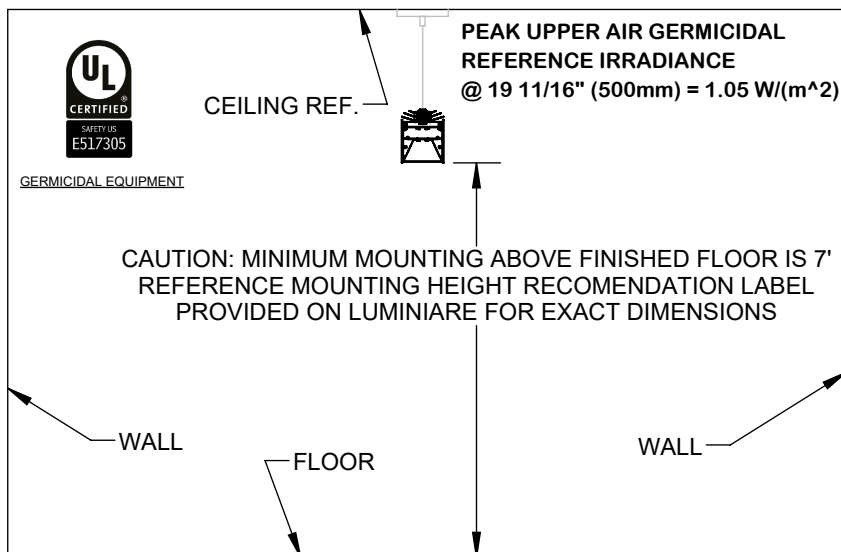 UL
CERTIFIED
®
SAFETY US
E517305
GERMICIDAL EQUIPMENT
CEILING REF.
PEAK UPPER AIR GERMICIDAL
REFERENCE IRRADIANCE
@ 19 11/16" (500mm) = 1.05 W/(m^2)
CAUTION: MINIMUM MOUNTING ABOVE FINISHED FLOOR IS 7'
REFERENCE MOUNTING HEIGHT RECOMENDATION LABEL
PROVIDED ON LUMINIARE FOR EXACT DIMENSIONS
WALL
FLOOR
WALL